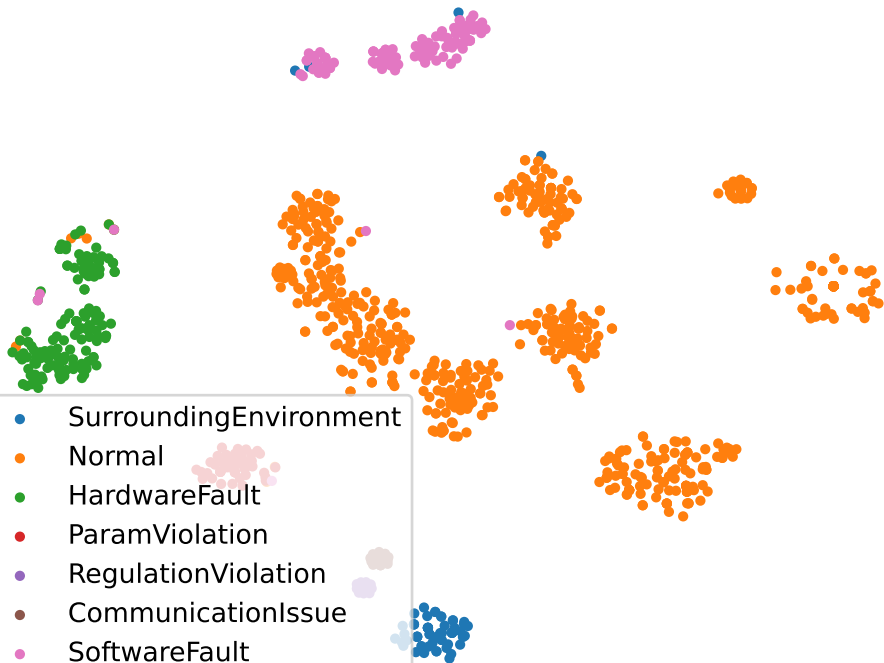 SurroundingEnvironment
Normal
HardwareFault
ParamViolation
RegulationViolation
CommunicationIssue
SoftwareFault